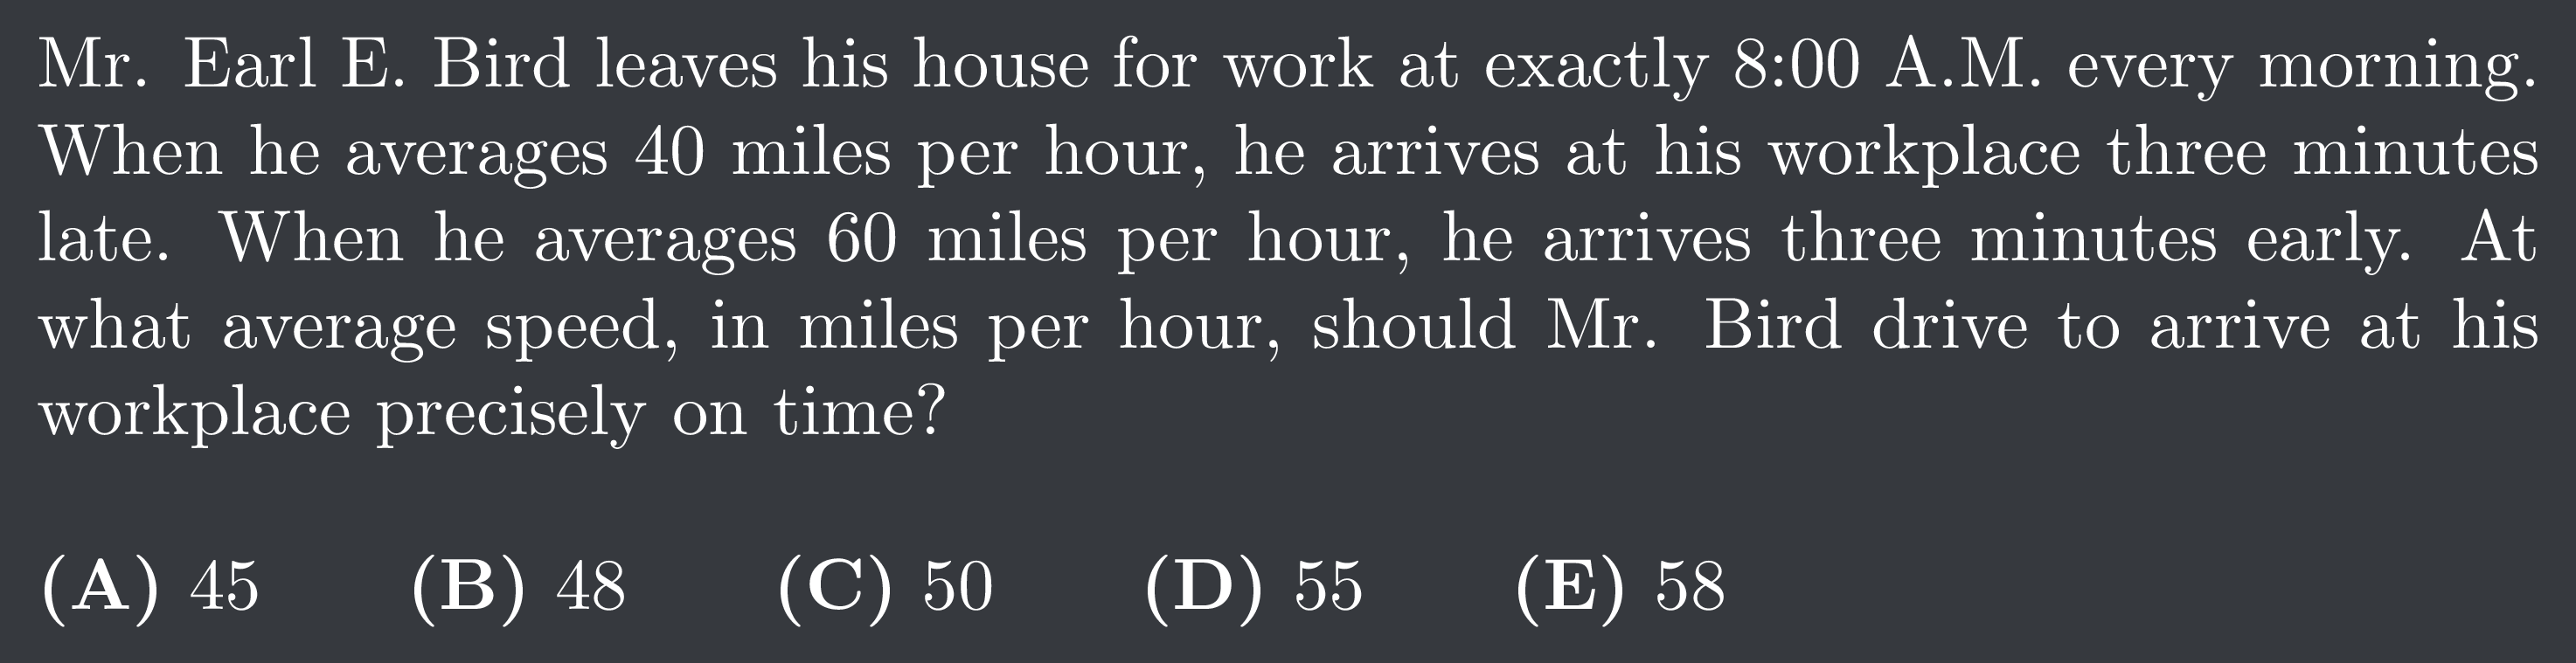 Mr. Earl E. Bird leaves his house for work at exactly 8:00 A.M. every morning.
When he averages 40 miles per hour, he arrives at his workplace three minutes
late. When he averages 60 miles per hour, he arrives three minutes early. At
what average speed, in miles per hour, should Mr. Bird drive to arrive at his
workplace precisely on time?
(A) 45 (B) 48 (C) 50 (D) 55 (E) 58